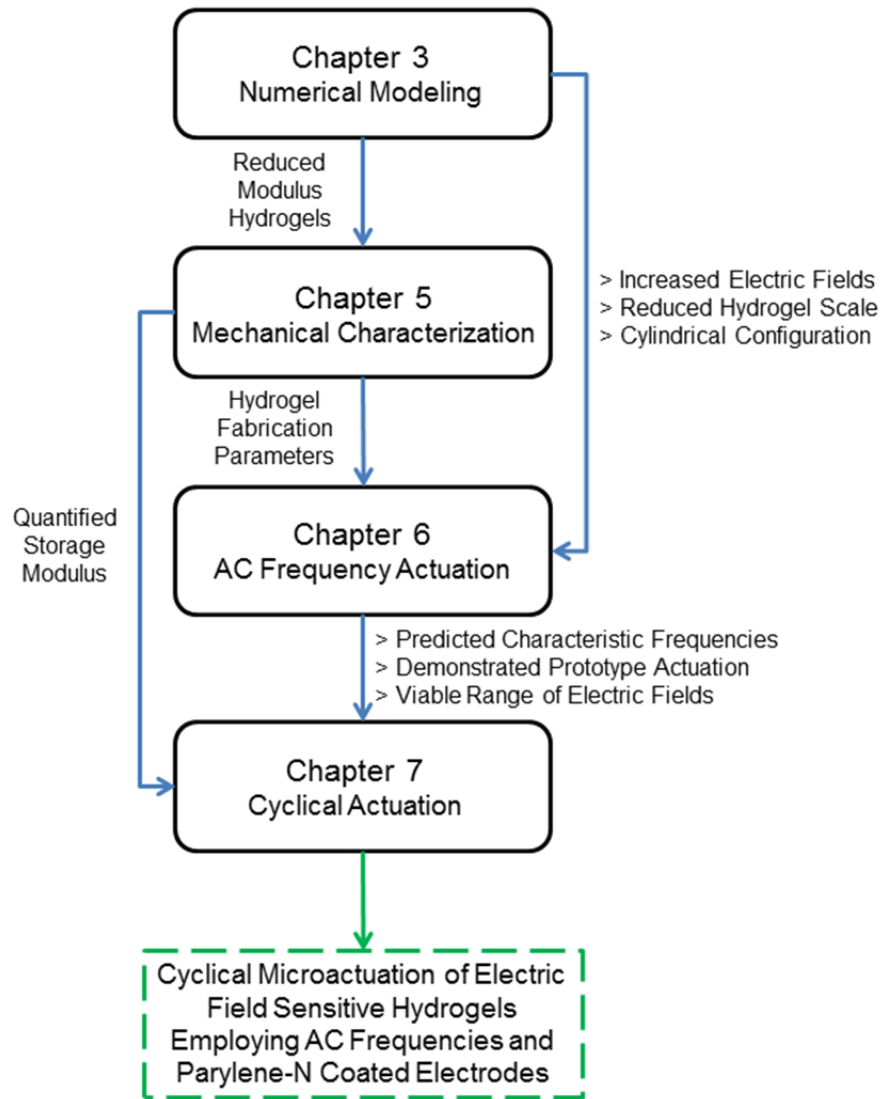 Chapter 3
Numerical Modeling
Reduced
Modulus
Hydrogels
> Increased Electric Fields
> Reduced Hydrogel Scale
> Cylindrical Configuration
Chapter 5
Mechanical Characterization
Hydrogel
Fabrication
Parameters
Quantified
Storage
Modulus
Chapter 6
AC Frequency Actuation
> Predicted Characteristic Frequencies
> Demonstrated Prototype Actuation
> Viable Range of Electric Fields
Chapter 7
Cyclical Actuation
Cyclical Microactuation of Electric
Field Sensitive Hydrogels
Employing AC Frequencies and
Parylene-N Coated Electrodes